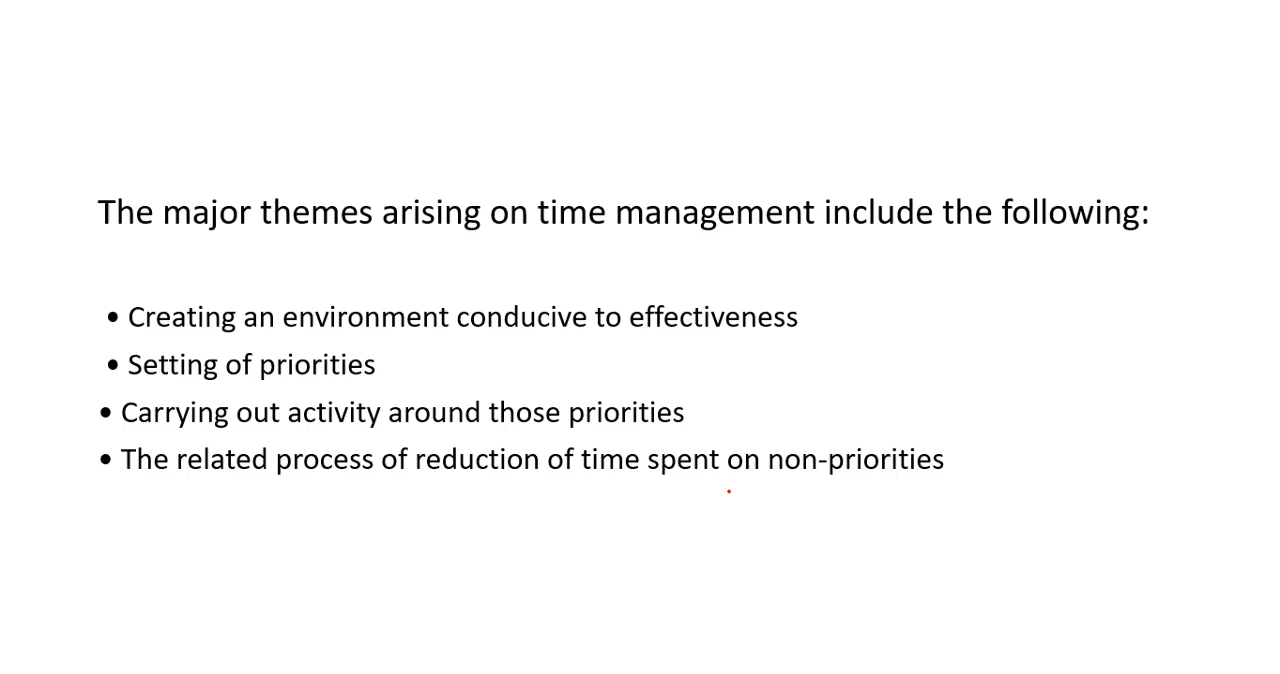 The major themes arising on time management include the following:
• Creating an environment conducive to effectiveness
• Setting of priorities
• Carrying out activity around those priorities
• The related process of reduction of time spent on non-priorities